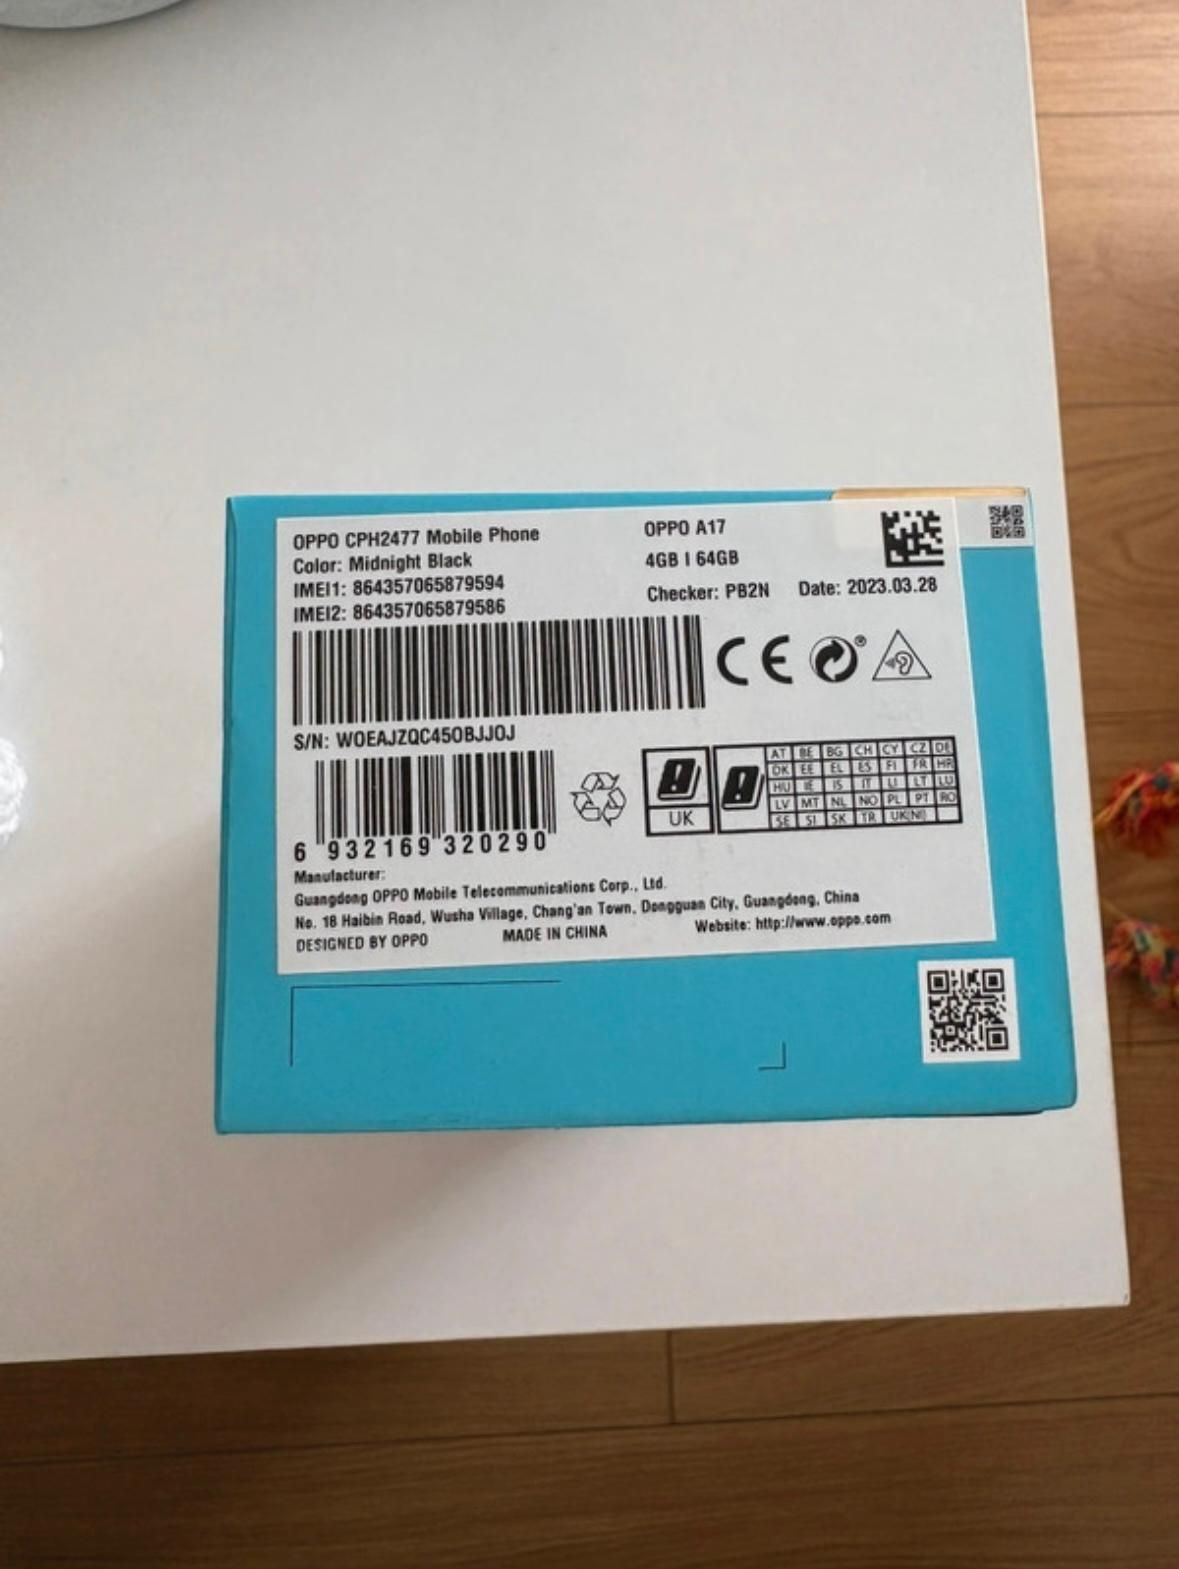 OPPO CPH2477 Mobile Phone
OPPO A17
Color: Midnight Black
4GB | 64GB
IMEI1: 864357065879594
IMEI2: 864357065879586
Checker: PB2N Date: 2023.03.28
CE
S/N: WOEAJZQC45OBJJOJ
6 932169 320290
UK
AT BE BG CH CY CZ DE
DK EE EL ES FI FR HR
HU IE IS IT LI LT LU
LV MT NL NO PL PT RO
SE SI SK TR UK(NI)
Manufacturer:
Guangdong OPPO Mobile Telecommunications Corp., Ltd.
No. 18 Haibin Road, Wusha Village, Chang'an Town, Dongguan City, Guangdong, China
DESIGNED BY OPPO MADE IN CHINA Website: http://www.oppo.com